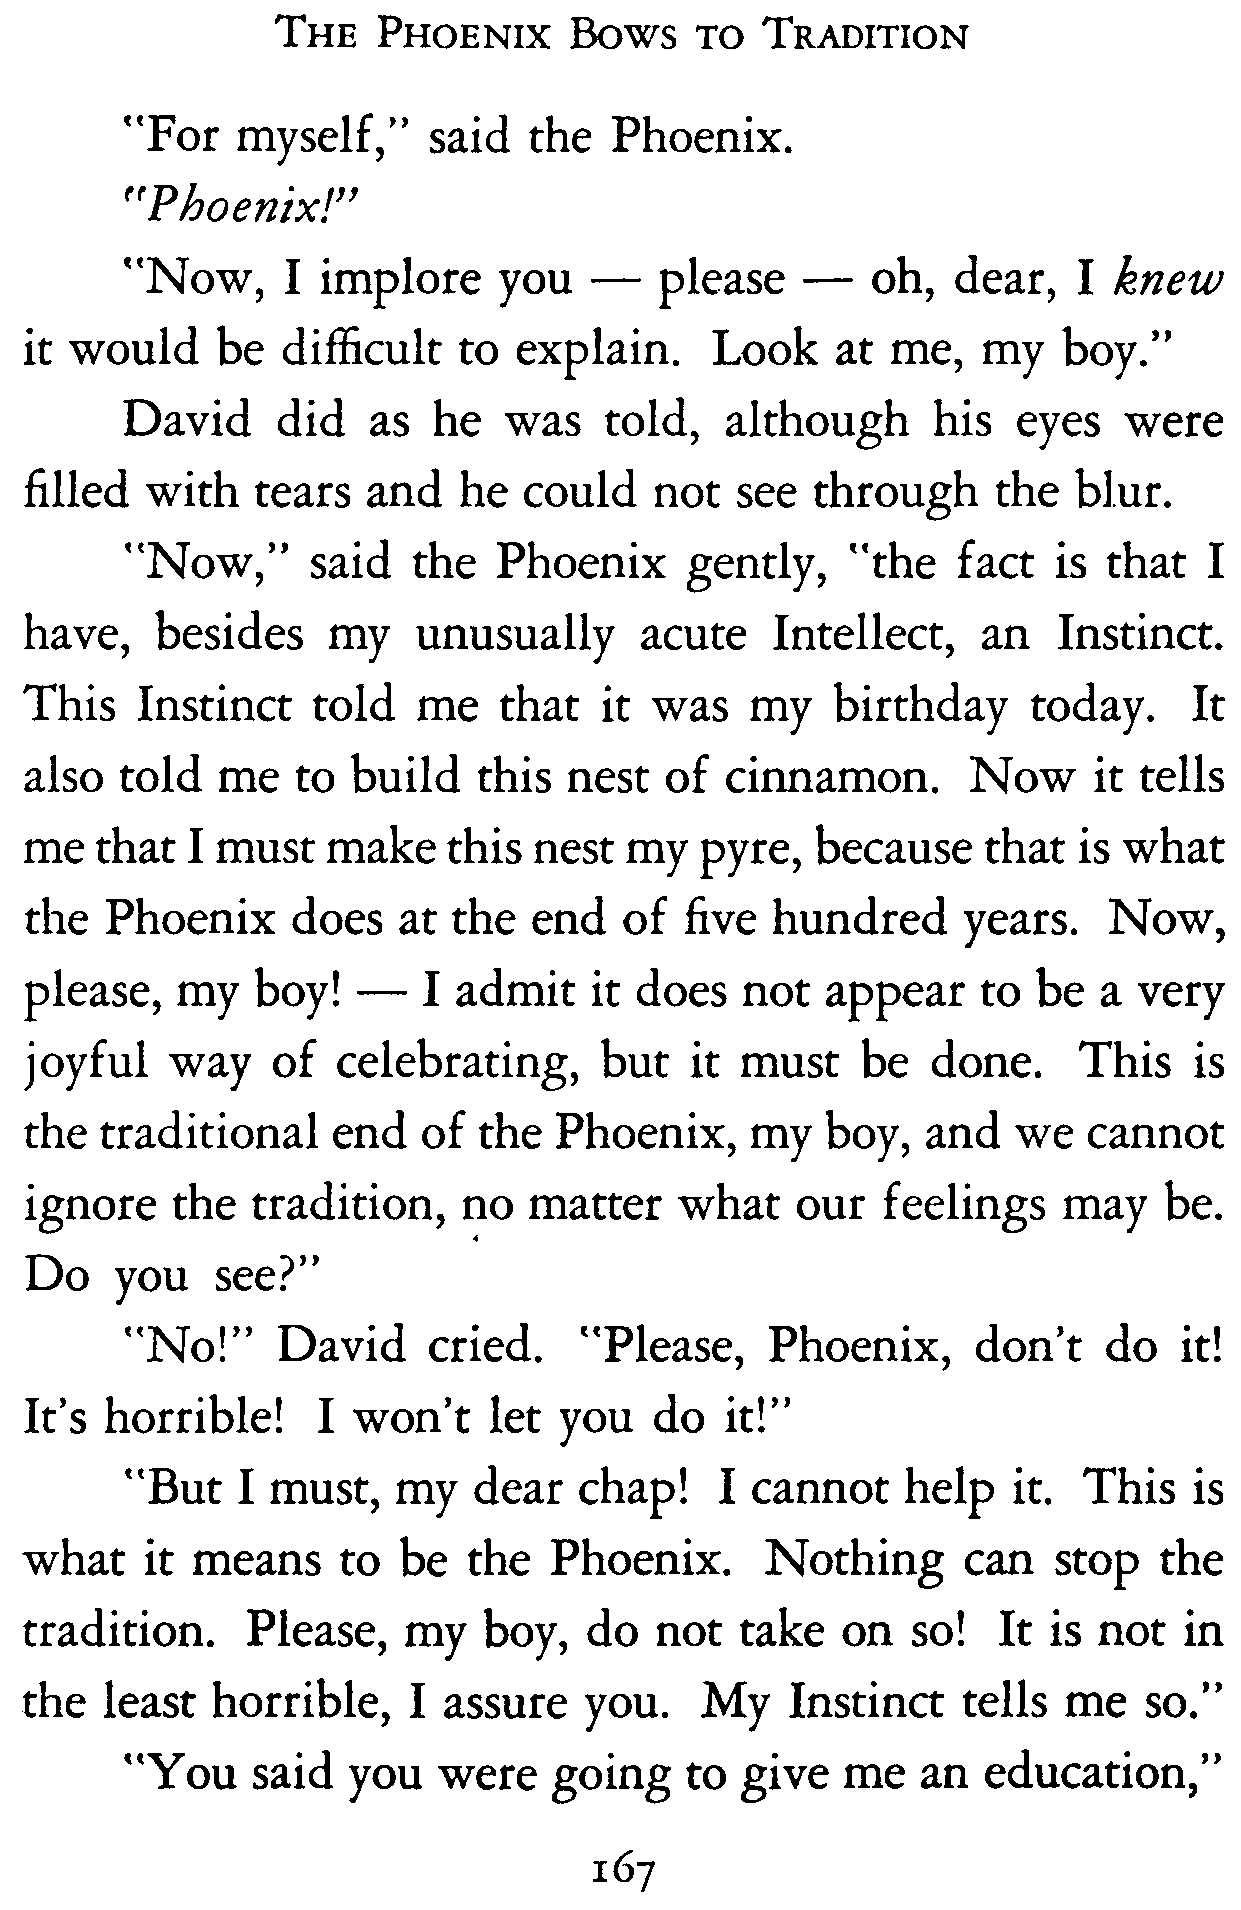 The Phoenix Bows to Tradition
"For myself," said the Phoenix.
"Phoenix!"
"Now, I implore you — please — oh, dear, I knew
it would be difficult to explain. Look at me, my boy."
David did as he was told, although his eyes were
filled with tears and he could not see through the blur.
"Now," said the Phoenix gently, "the fact is that I
have, besides my unusually acute Intellect, an Instinct.
This Instinct told me that it was my birthday today. It
also told me to build this nest of cinnamon. Now it tells
me that I must make this nest my pyre, because that is what
the Phoenix does at the end of five hundred years. Now,
please, my boy! — I admit it does not appear to be a very
joyful way of celebrating, but it must be done. This is
the traditional end of the Phoenix, my boy, and we cannot
ignore the tradition, no matter what our feelings may be.
Do you see?"
"No!" David cried. "Please, Phoenix, don't do it!
It's horrible! I won't let you do it!"
"But I must, my dear chap! I cannot help it. This is
what it means to be the Phoenix. Nothing can stop the
tradition. Please, my boy, do not take on so! It is not in
the least horrible, I assure you. My Instinct tells me so."
"You said you were going to give me an education,"
167